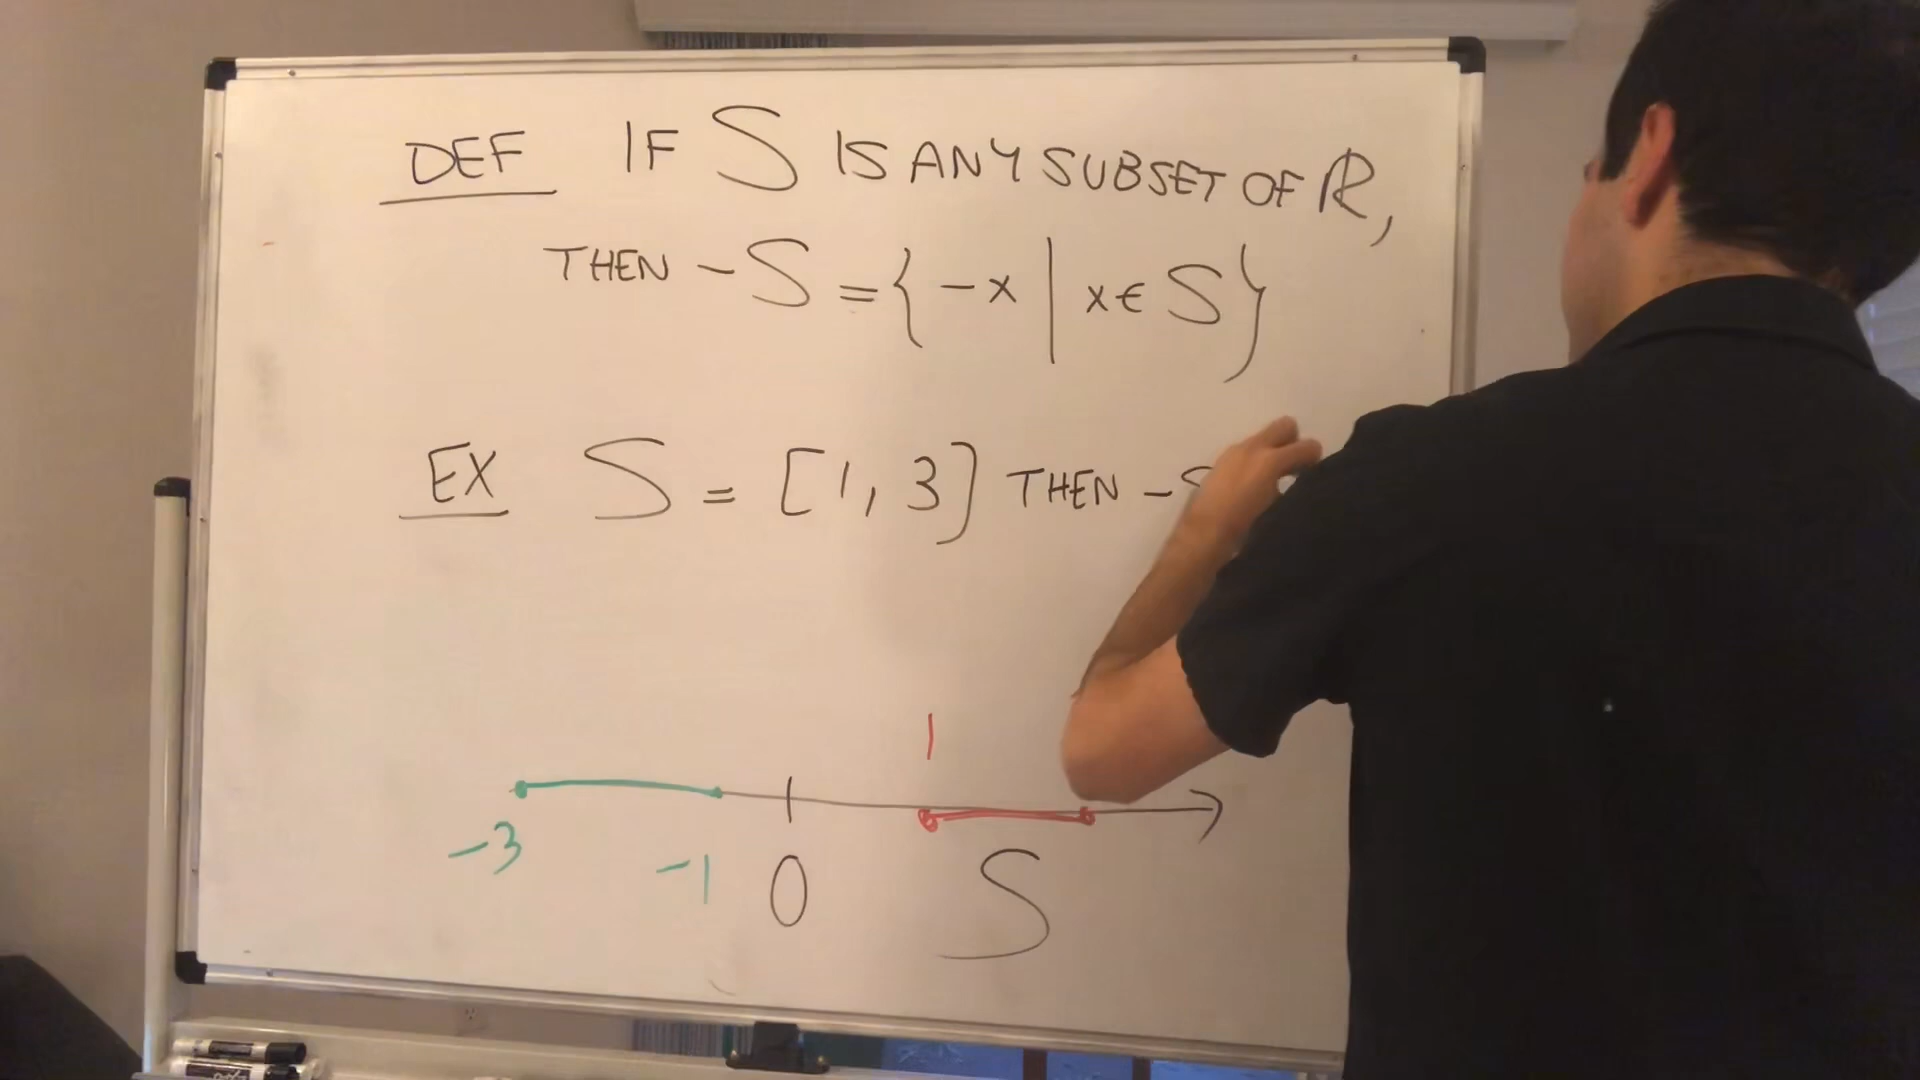 DEF IF S IS ANY SUBSET OF ℝ,
THEN -S = {-x | x ∈ S}
EX S = [1, 3] THEN -S
1
-3 -1 0 S